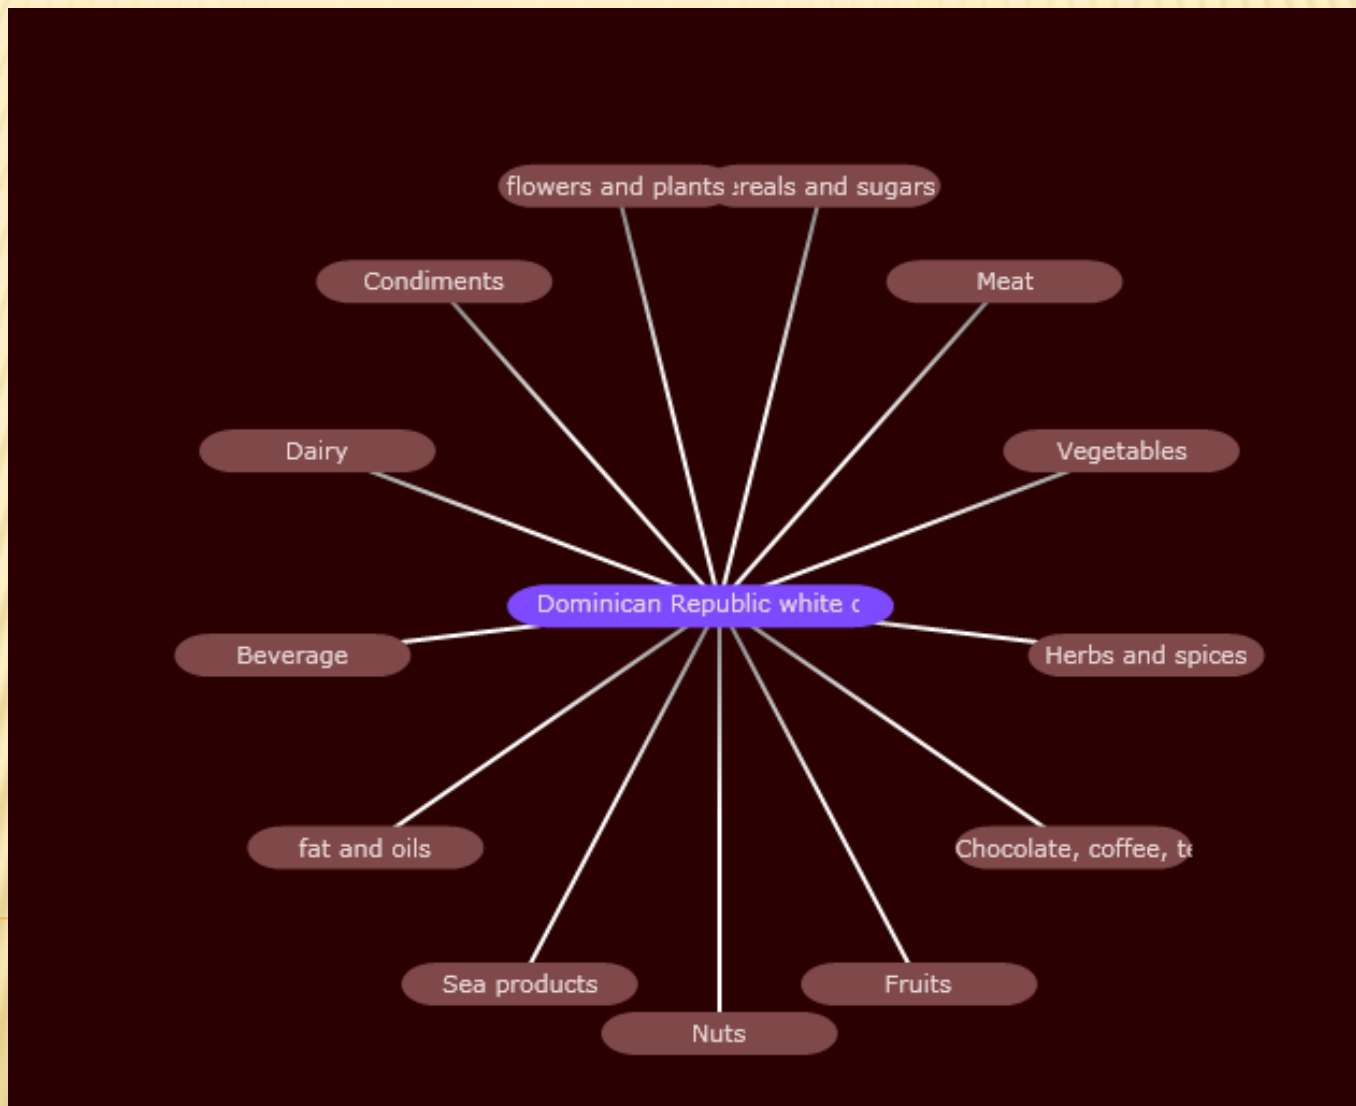 flowers and plants
reals and sugars
Condiments
Meat
Dairy
Vegetables
Dominican Republic white
Beverage
Herbs and spices
fat and oils
Chocolate, coffee,
Sea products
Fruits
Nuts